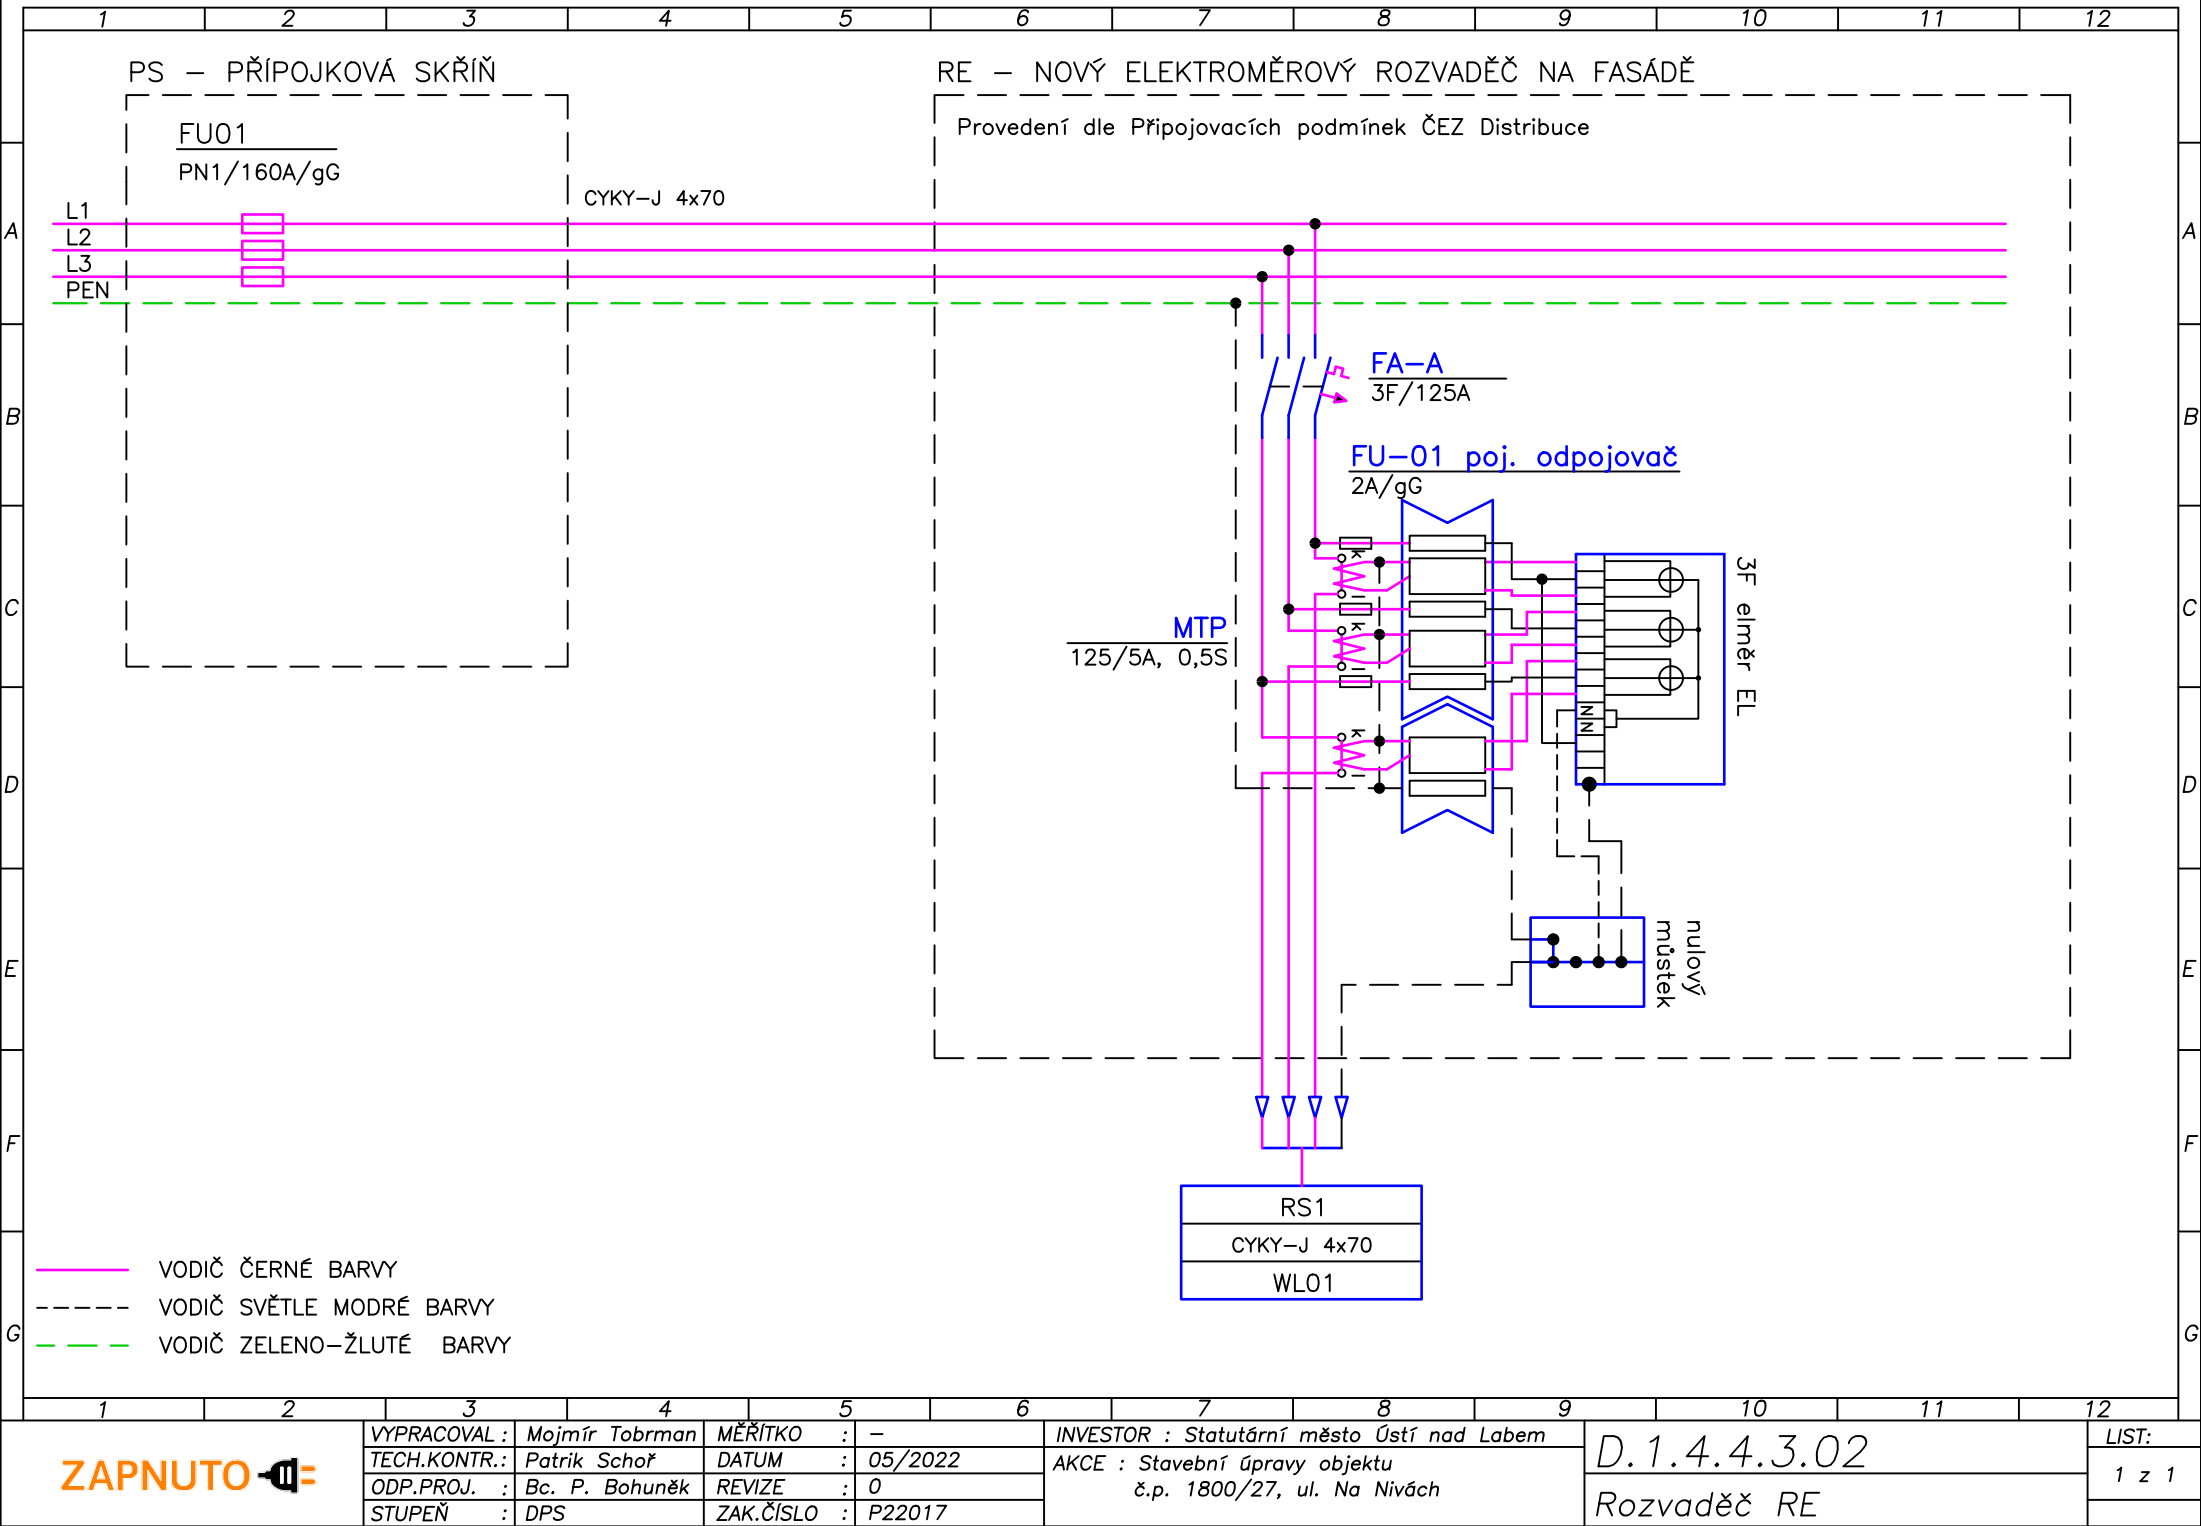 1 2 3 4 5 6 7 8 9 10 11 12
PS – PŘÍPOJKOVÁ SKŘÍŇ
RE – NOVÝ ELEKTROMĚROVÝ ROZVADĚČ NA FASÁDĚ
FU01
PN1/160A/gG
Provedení dle Připojovacích podmínek ČEZ Distribuce
CYKY–J 4x70
L1
L2
L3
PEN
A A
FA–A
3F/125A
B B
FU–01 poj. odpojovač
2A/gG
K
l
K
l
K
l
MTP
125/5A, 0,5S
3F elměr EL
N
N
C C
D D
nulový
můstek
E E
F F
RS1
CYKY–J 4x70
WL01
VODIČ ČERNÉ BARVY
VODIČ SVĚTLE MODRÉ BARVY
VODIČ ZELENO–ŽLUTÉ BARVY
G G
1 2 3 4 5 6 7 8 9 10 11 12
ZAPNUTO
VYPRACOVAL : Mojmír Tobrman MĚŘÍTKO : –
TECH.KONTR.: Patrik Schoř DATUM : 05/2022
ODP.PROJ. : Bc. P. Bohuněk REVIZE : 0
STUPEŇ : DPS ZAK.ČÍSLO : P22017
INVESTOR : Statutární město Ústí nad Labem
AKCE : Stavební úpravy objektu
č.p. 1800/27, ul. Na Nivách
D.1.4.4.3.02
Rozvaděč RE
LIST:
1 z 1